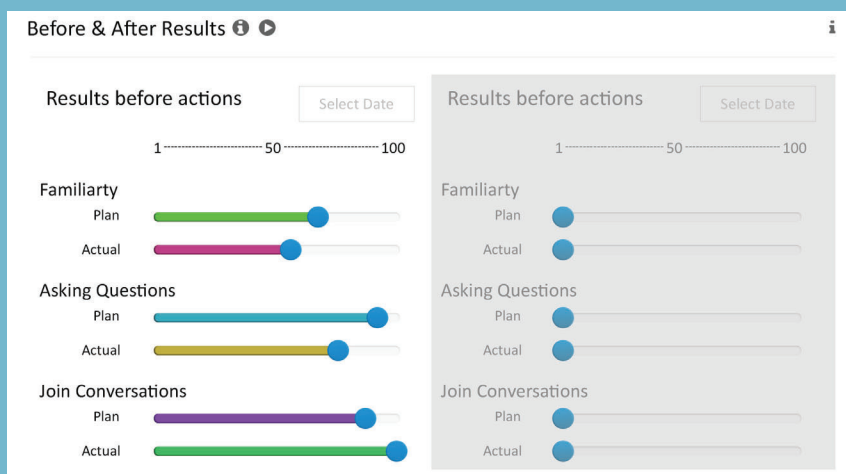 Before & After Results
Results before actions
Select Date
1 ---------------------- 50 --------------------- 100
Familiarty
Plan
Actual
Asking Questions
Plan
Actual
Join Conversations
Plan
Actual
Results before actions
Select Date
1 ---------------------- 50 --------------------- 100
Familiarty
Plan
Actual
Asking Questions
Plan
Actual
Join Conversations
Plan
Actual